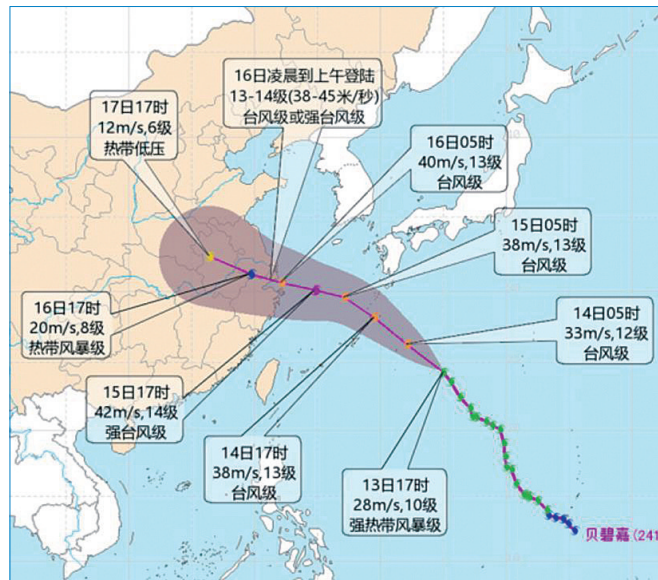 16日凌晨到上午登陆
13-14级(38-45米/秒)
台风级或强台风级
17日17时
12m/s,6级
热带低压
16日05时
40m/s,13级
台风级
15日05时
38m/s,13级
台风级
14日05时
33m/s,12级
台风级
16日17时
20m/s,8级
热带风暴级
15日17时
42m/s,14级
强台风级
14日17时
38m/s,13级
台风级
13日17时
28m/s,10级
强热带风暴级
贝碧嘉(241